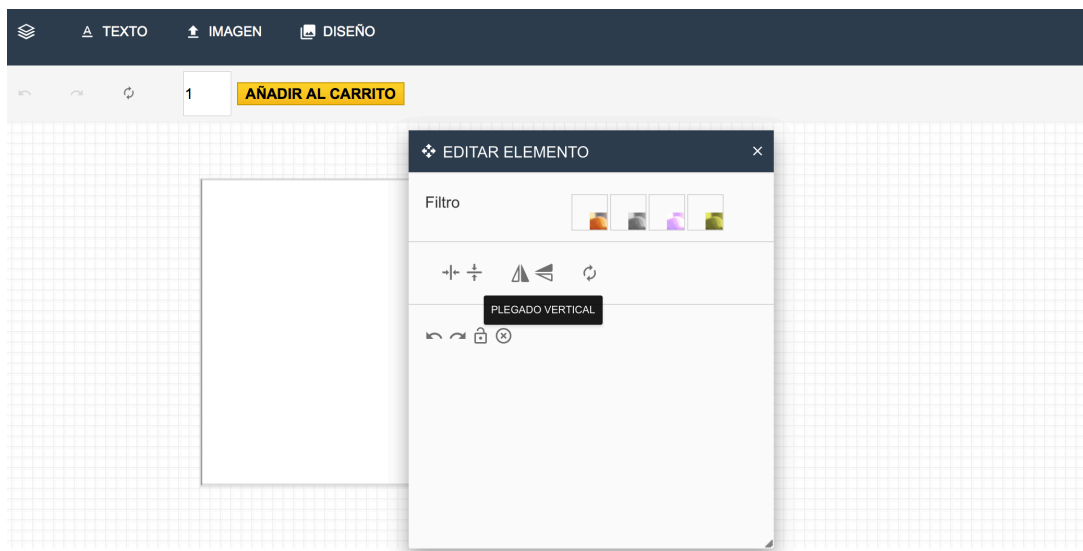 TEXTO
IMAGEN
DISEÑO
1
AÑADIR AL CARRITO
EDITAR ELEMENTO
Filtro
PLEGADO VERTICAL